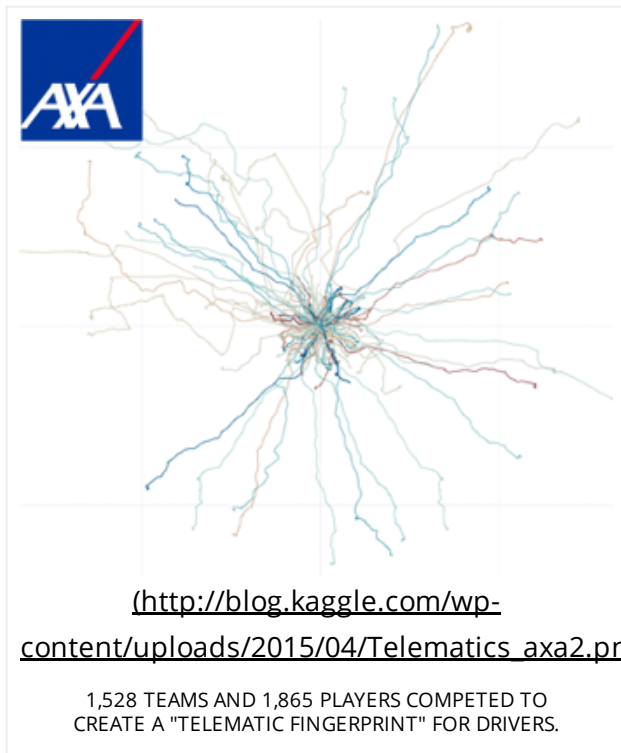 AXA
(http://blog.kaggle.com/wp-
content/uploads/2015/04/Telematics_axa2.pn
1,528 TEAMS AND 1,865 PLAYERS COMPETED TO
CREATE A "TELEMATIC FINGERPRINT" FOR DRIVERS.